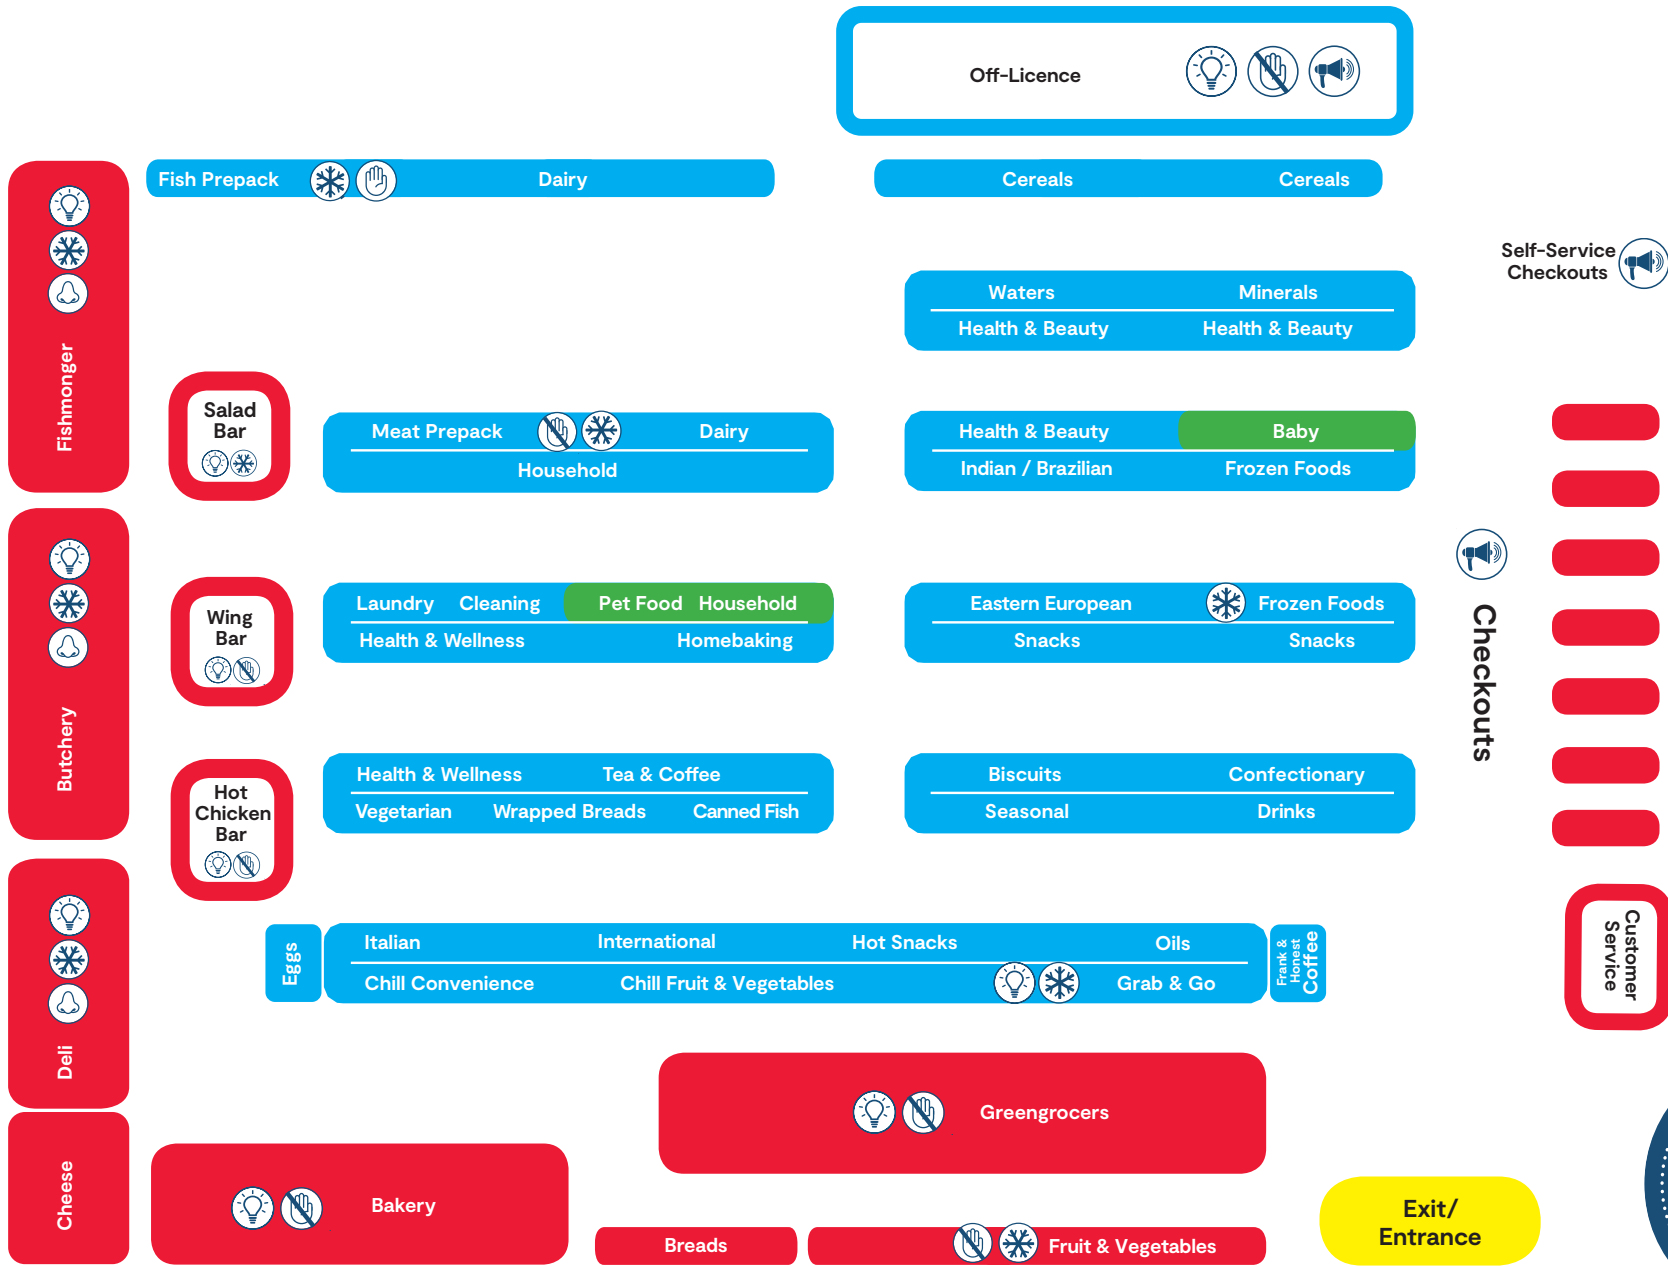 Off-Licence
Fish Prepack
Dairy
Cereals
Cereals
Self-Service
Checkouts
Waters
Minerals
Health & Beauty
Health & Beauty
Fishmonger
Salad
Bar
Meat Prepack
Dairy
Household
Health & Beauty
Baby
Indian / Brazilian
Frozen Foods
Butchery
Wing
Bar
Laundry
Cleaning
Pet Food
Household
Health & Wellness
Homebaking
Eastern European
Frozen Foods
Snacks
Snacks
Checkouts
Hot
Chicken
Bar
Health & Wellness
Tea & Coffee
Vegetarian
Wrapped Breads
Canned Fish
Biscuits
Confectionary
Seasonal
Drinks
Deli
Eggs
Italian
International
Hot Snacks
Oils
Chill Convenience
Chill Fruit & Vegetables
Grab & Go
Frank &
Honest
Coffee
Customer
Service
Greengrocers
Cheese
Bakery
Breads
Fruit & Vegetables
Exit/
Entrance